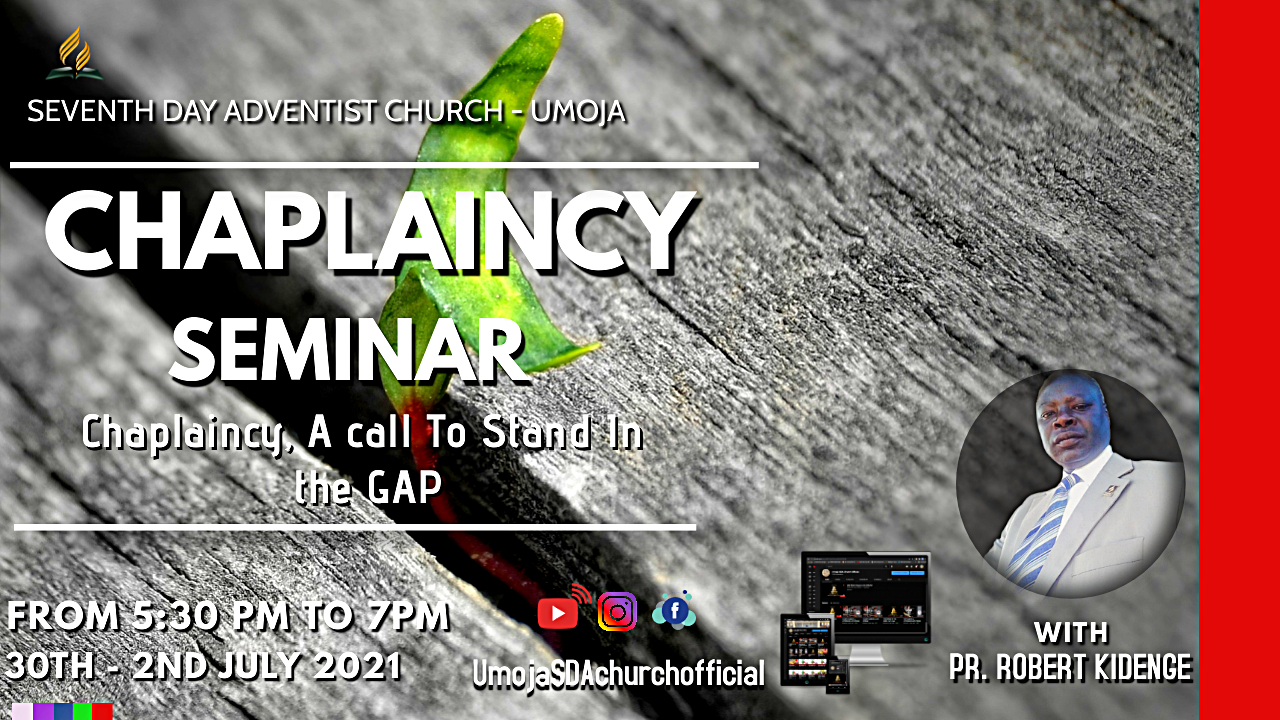 SEVENTH DAY ADVENTIST CHURCH - UMOJA
CHAPLAINCY
SEMINAR
Chaplaincy, A call To Stand In
the GAP
FROM 5:30 PM TO 7PM
30TH - 2ND JULY 2021
UmojaSDAchurchofficial
WITH
PR. ROBERT KIDENGE